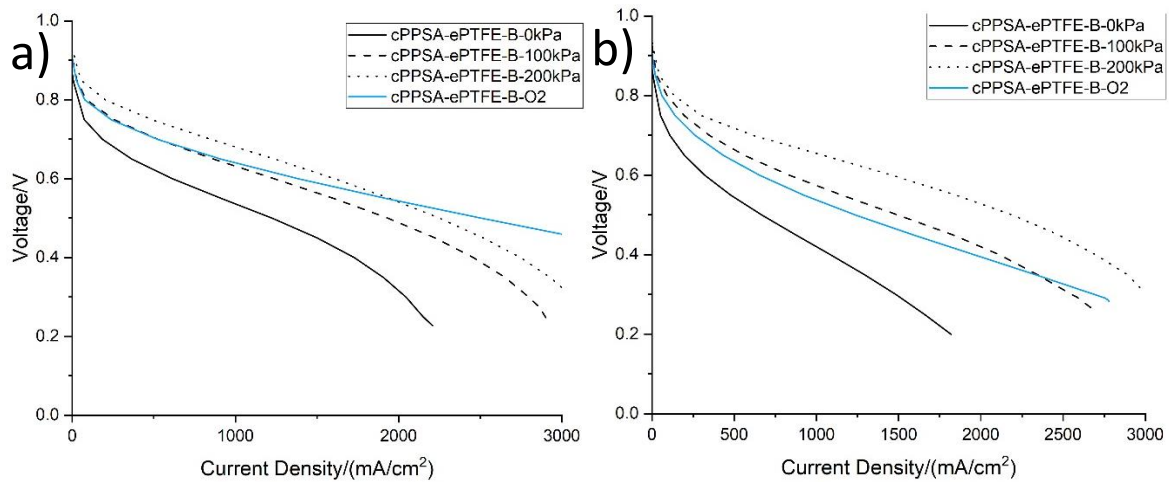 a)
cPPSA-ePTFE-B-0kPa
cPPSA-ePTFE-B-100kPa
cPPSA-ePTFE-B-200kPa
cPPSA-ePTFE-B-O2
1.0
0.8
0.6
0.4
0.2
0.0
Voltage/V
0
1000
2000
3000
Current Density/(mA/cm²)
b)
cPPSA-ePTFE-B-0kPa
cPPSA-ePTFE-B-100kPa
cPPSA-ePTFE-B-200kPa
cPPSA-ePTFE-B-O2
1.0
0.8
0.6
0.4
0.2
0.0
Voltage/V
0
500
1000
1500
2000
2500
3000
Current Density/(mA/cm²)